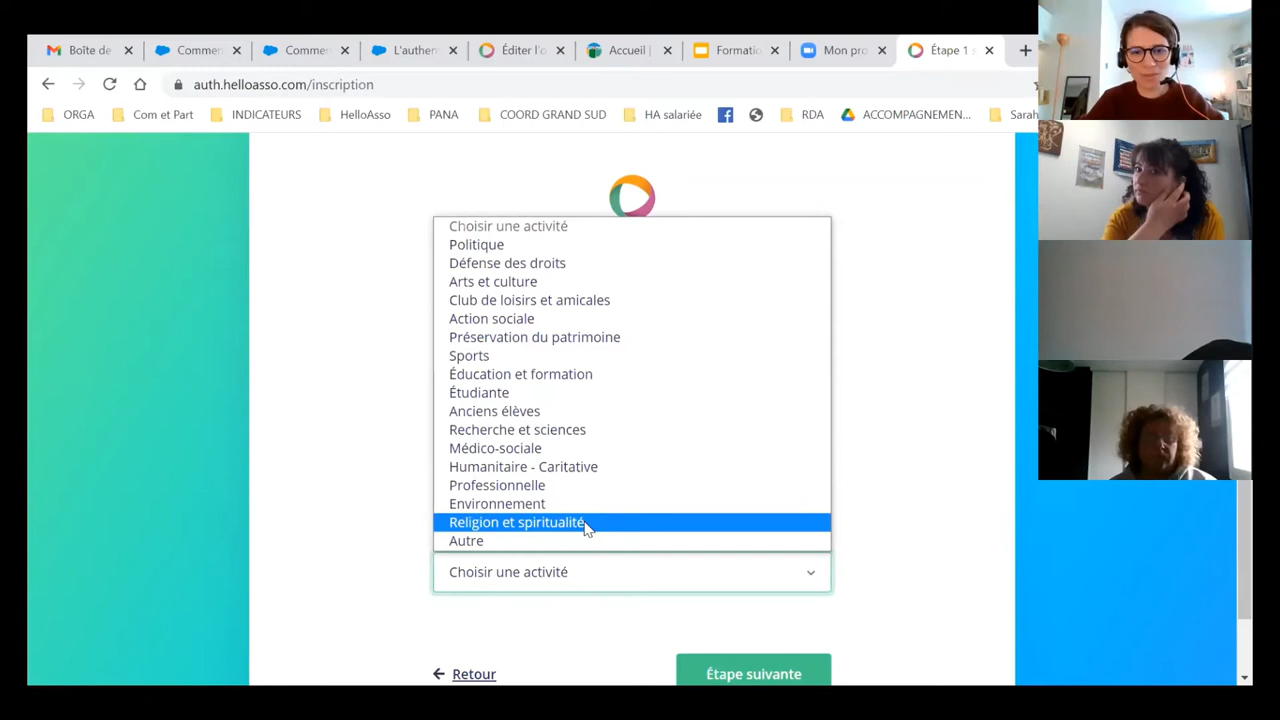 Boîte de
Commen
Commen
L'authen
Éditer l'o
Accueil |
Formatio
Mon pro
Étape 1 s
auth.helloasso.com/inscription
ORGA
Com et Part
INDICATEURS
HelloAsso
PANA
COORD GRAND SUD
HA salariée
RDA
ACCOMPAGNEMEN...
Sarah
Choisir une activité
Politique
Défense des droits
Arts et culture
Club de loisirs et amicales
Action sociale
Préservation du patrimoine
Sports
Éducation et formation
Étudiante
Anciens élèves
Recherche et sciences
Médico-sociale
Humanitaire - Caritative
Professionnelle
Environnement
Religion et spiritualité
Autre
Choisir une activité
Retour
Étape suivante